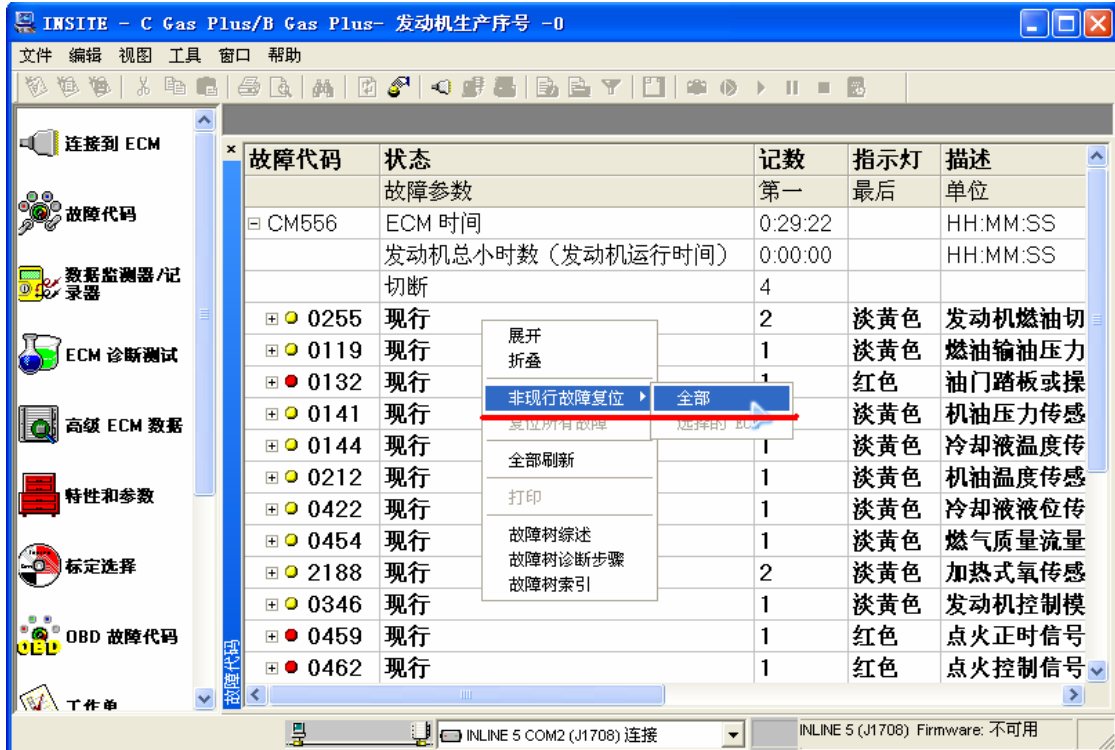 INSITE - C Gas Plus/B Gas Plus- 发动机生产序号 -0
文件 编辑 视图 工具 窗口 帮助
连接到 ECM
故障代码
数据监测器/记
录器
ECM 诊断测试
高级 ECM 数据
特性和参数
标定选择
OBD 故障代码
工作单
故障代码
故障代码 状态 记数 指示灯 描述
故障参数 第一 最后 单位
CM556 ECM 时间 0:29:22 HH:MM:SS
发动机总小时数（发动机运行时间） 0:00:00 HH:MM:SS
切断 4
0255 现行 2 淡黄色 发动机燃油切
0119 现行 1 淡黄色 燃油输油压力
0132 现行 1 红色 油门踏板或操
0141 现行 淡黄色 机油压力传感
0144 现行 1 淡黄色 冷却液温度传
0212 现行 1 淡黄色 机油温度传感
0422 现行 1 淡黄色 冷却液液位传
0454 现行 1 淡黄色 燃气质量流量
2188 现行 2 淡黄色 加热式氧传感
0346 现行 1 淡黄色 发动机控制模
0459 现行 1 红色 点火正时信号
0462 现行 1 红色 点火控制信号
展开
折叠
非现行故障复位
复位所有故障
全部刷新
打印
故障树综述
故障树诊断步骤
故障树索引
全部
选择的
INLINE 5 COM2 (J1708) 连接
INLINE 5 (J1708) Firmware: 不可用